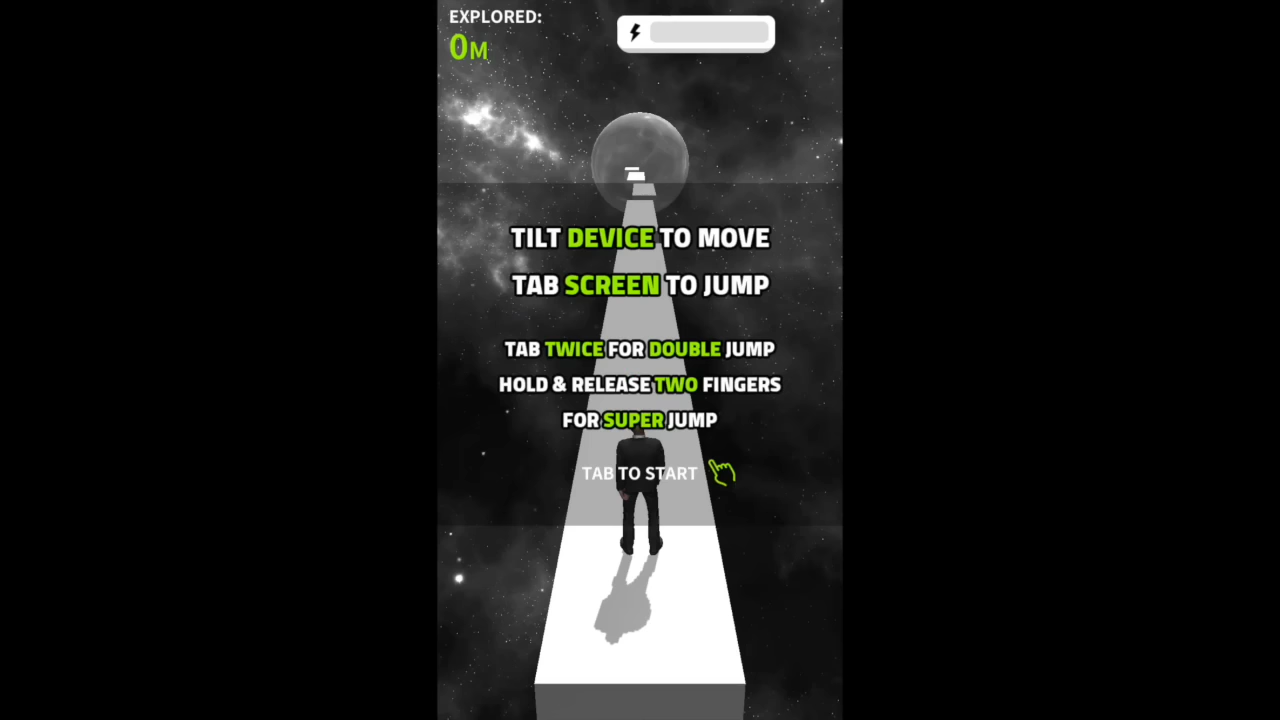 EXPLORED:
0M
TILT DEVICE TO MOVE
TAB SCREEN TO JUMP
TAB TWICE FOR DOUBLE JUMP
HOLD & RELEASE TWO FINGERS
FOR SUPER JUMP
TAB TO START